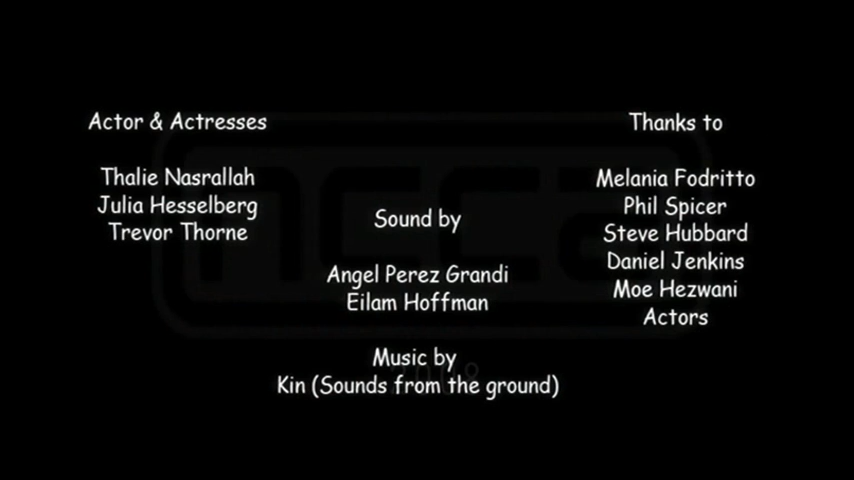 Actor & Actresses
Thalie Nasrallah
Julia Hesselberg
Trevor Thorne
Sound by
Angel Perez Grandi
Eilam Hoffman
Music by
Kin (Sounds from the ground)
Thanks to
Melania Fodritto
Phil Spicer
Steve Hubbard
Daniel Jenkins
Moe Hezwani
Actors
ncca